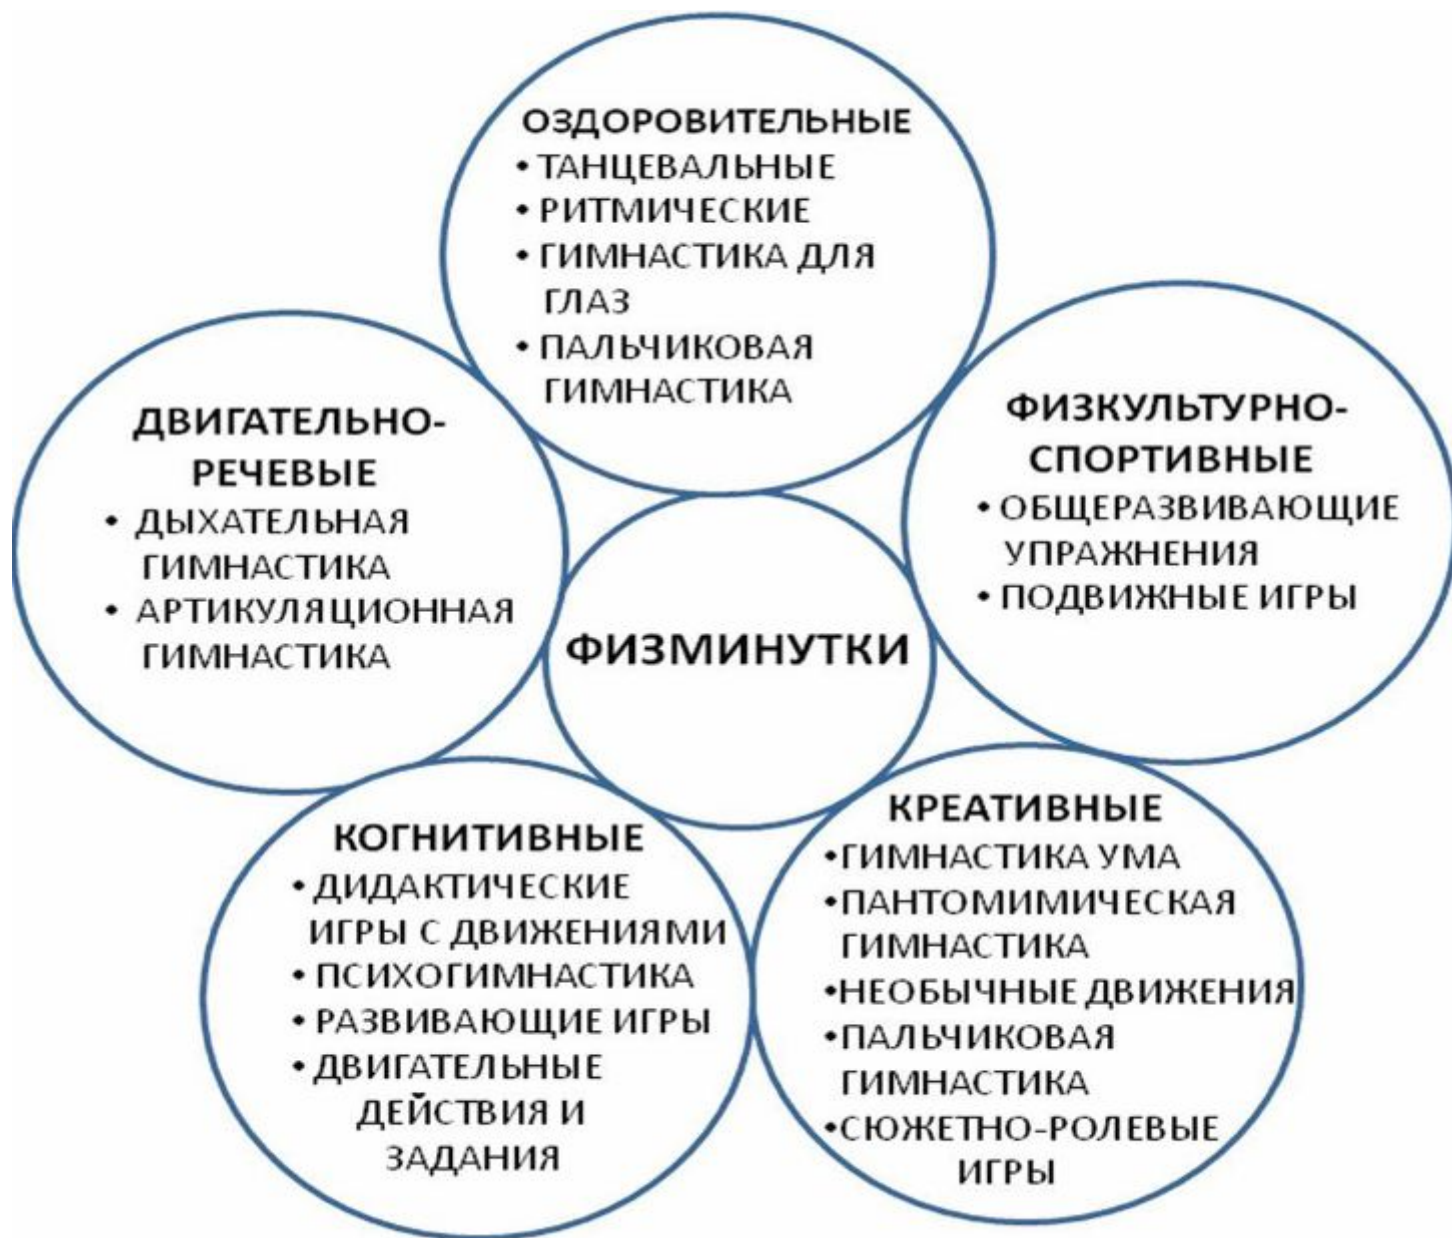 ОЗДОРОВИТЕЛЬНЫЕ
• ТАНЦЕВАЛЬНЫЕ
• РИТМИЧЕСКИЕ
• ГИМНАСТИКА ДЛЯ
ГЛАЗ
• ПАЛЬЧИКОВАЯ
ГИМНАСТИКА
ДВИГАТЕЛЬНО-
РЕЧЕВЫЕ
• ДЫХАТЕЛЬНАЯ
ГИМНАСТИКА
• АРТИКУЛЯЦИОННАЯ
ГИМНАСТИКА
ФИЗКУЛЬТУРНО-
СПОРТИВНЫЕ
• ОБЩЕРАЗВИВАЮЩИЕ
УПРАЖНЕНИЯ
• ПОДВИЖНЫЕ ИГРЫ
ФИЗМИНУТКИ
КОГНИТИВНЫЕ
• ДИДАКТИЧЕСКИЕ
ИГРЫ С ДВИЖЕНИЯМИ
• ПСИХОГИМНАСТИКА
• РАЗВИВАЮЩИЕ ИГРЫ
• ДВИГАТЕЛЬНЫЕ
ДЕЙСТВИЯ И
ЗАДАНИЯ
КРЕАТИВНЫЕ
•ГИМНАСТИКА УМА
•ПАНТОМИМИЧЕСКАЯ
ГИМНАСТИКА
•НЕОБЫЧНЫЕ ДВИЖЕНИЯ
•ПАЛЬЧИКОВАЯ
ГИМНАСТИКА
•СЮЖЕТНО-РОЛЕВЫЕ
ИГРЫ